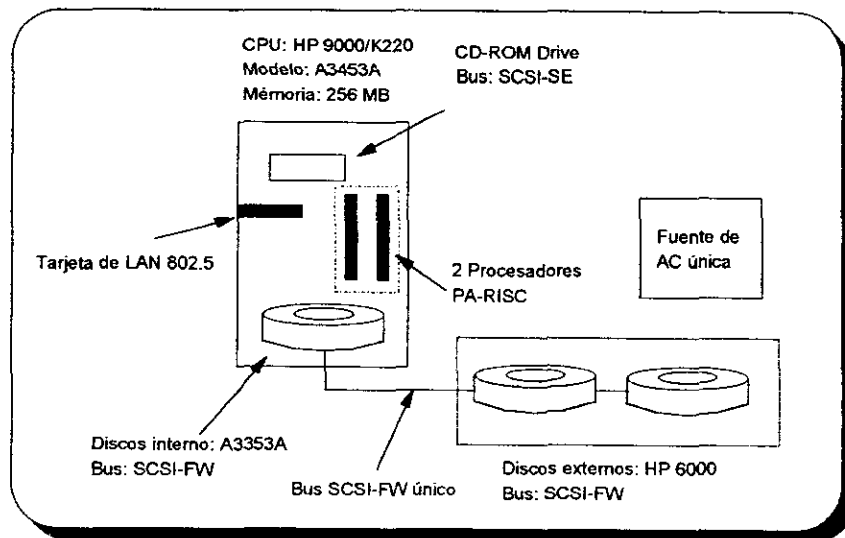 CPU: HP 9000/K220
Modelo: A3453A
Mémoria: 256 MB
CD-ROM Drive
Bus: SCSI-SE
Tarjeta de LAN 802.5
2 Procesadores
PA-RISC
Fuente de
AC única
Discos interno: A3353A
Bus: SCSI-FW
Bus SCSI-FW único
Discos externos: HP 6000
Bus: SCSI-FW